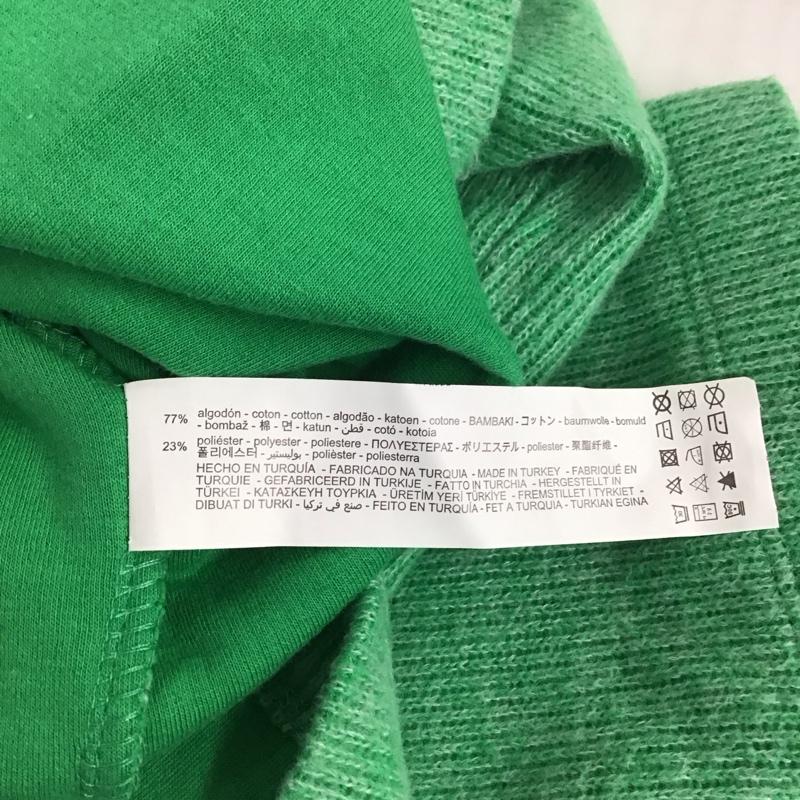 77% algodón - coton - cotton - algodão - katoen - cotone - BAMBAKI - コットン - baumwolle - bomuld
- bombaž - 棉 - 면 - katun - قطن - cotó - kotoia
23% poliéster - polyester - poliestere - ΠΟΛΥΕΣΤΕΡΑΣ - ポリエステル - poliester - 聚酯纤维 -
폴리에스터 - بوليستير - polièster - poliesterra
HECHO EN TURQUÍA - FABRICADO NA TURQUIA - MADE IN TURKEY - FABRIQUÉ EN
TURQUIE - GEFABRICEERD IN TURKIJE - FATTO IN TURCHIA - HERGESTELLT IN
TÜRKEI - ΚΑΤΑΣΚΕΥΗ ΤΟΥΡΚΙΑ - ÜRETİM YERİ TÜRKİYE - FREMSTILLET I TYRKIET -
DIBUAT DI TURKI - صنع في تركيا - FEITO EN TURQUÍA - FET A TURQUIA - TURKIAN EGINA